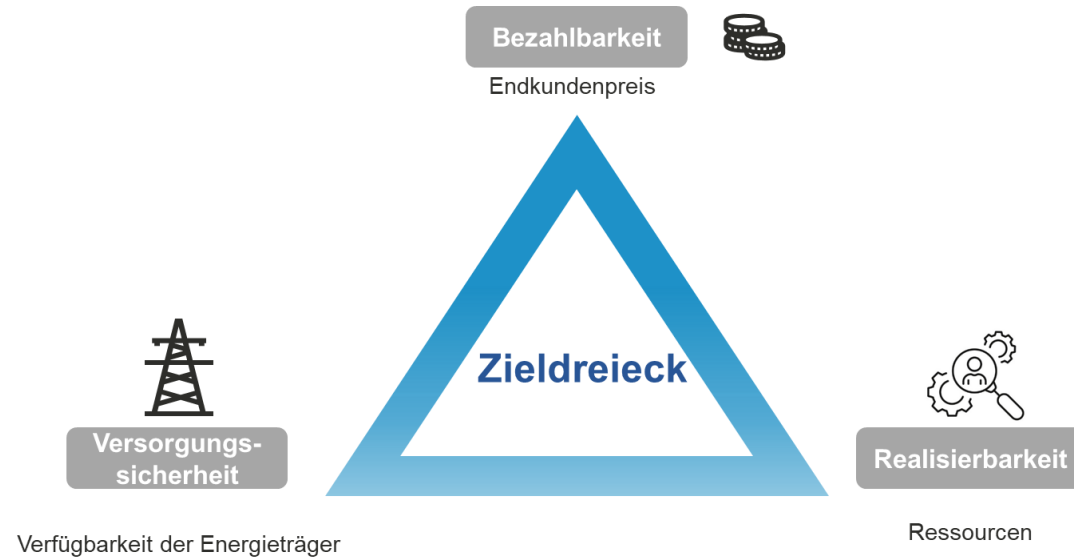 Bezahlbarkeit
Endkundenpreis
Zieldreieck
Versorgungs-
sicherheit
Realisierbarkeit
Verfügbarkeit der Energieträger
Ressourcen